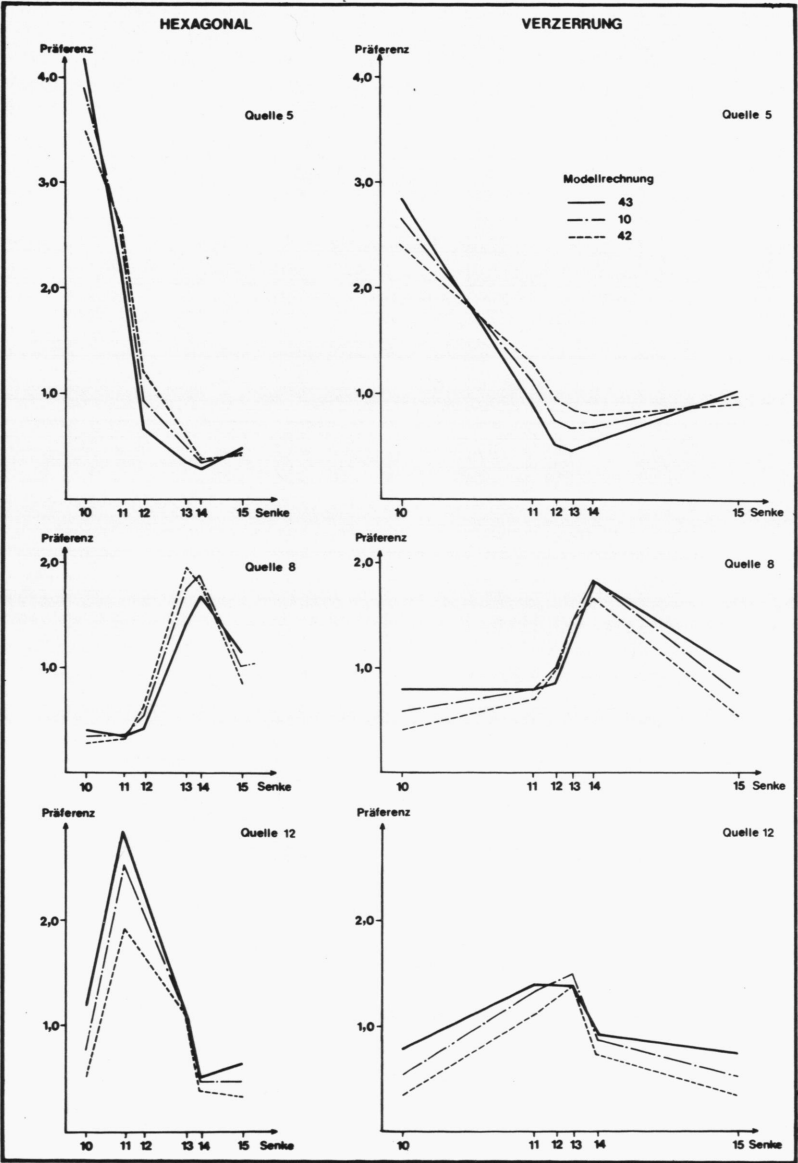 HEXAGONAL
VERZERRUNG
Präferenz
4,0
3,0
2,0
1,0
Quelle 5
10 11 12 13 14 15 Senke
Präferenz
4,0
3,0
2,0
1,0
Quelle 5
Modellrechnung
43
10
42
10 11 12 13 14 15 Senke
Präferenz
2,0
1,0
Quelle 8
10 11 12 13 14 15 Senke
Präferenz
2,0
1,0
Quelle 8
10 11 12 13 14 15 Senke
Präferenz
2,0
1,0
Quelle 12
10 11 12 13 14 15 Senke
Präferenz
2,0
1,0
Quelle 12
10 11 12 13 14 15 Senke